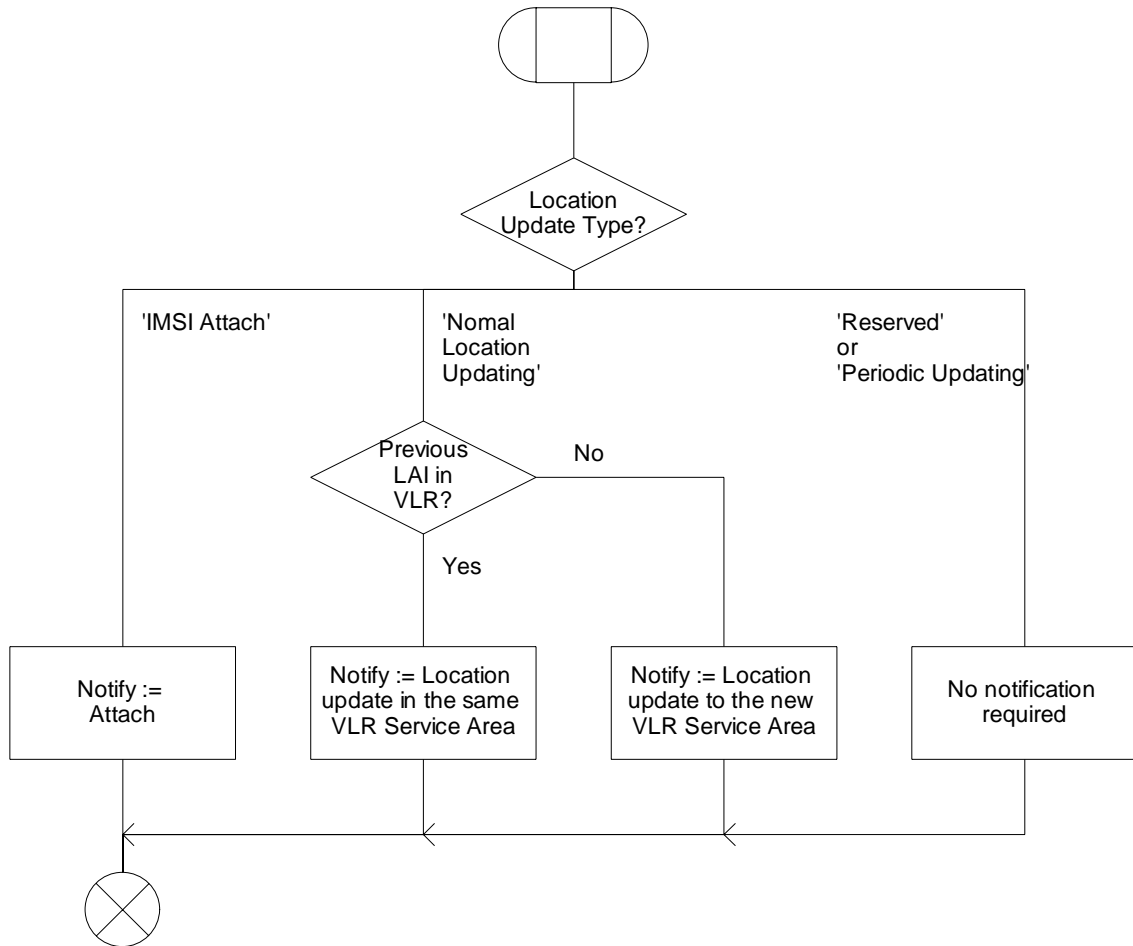 Location
Update Type?
'IMSI Attach'
'Nomal
Location
Updating'
'Reserved'
or
'Periodic Updating'
Previous
LAI in
VLR?
No
Yes
Notify :=
Attach
Notify := Location
update in the same
VLR Service Area
Notify := Location
update to the new
VLR Service Area
No notification
required